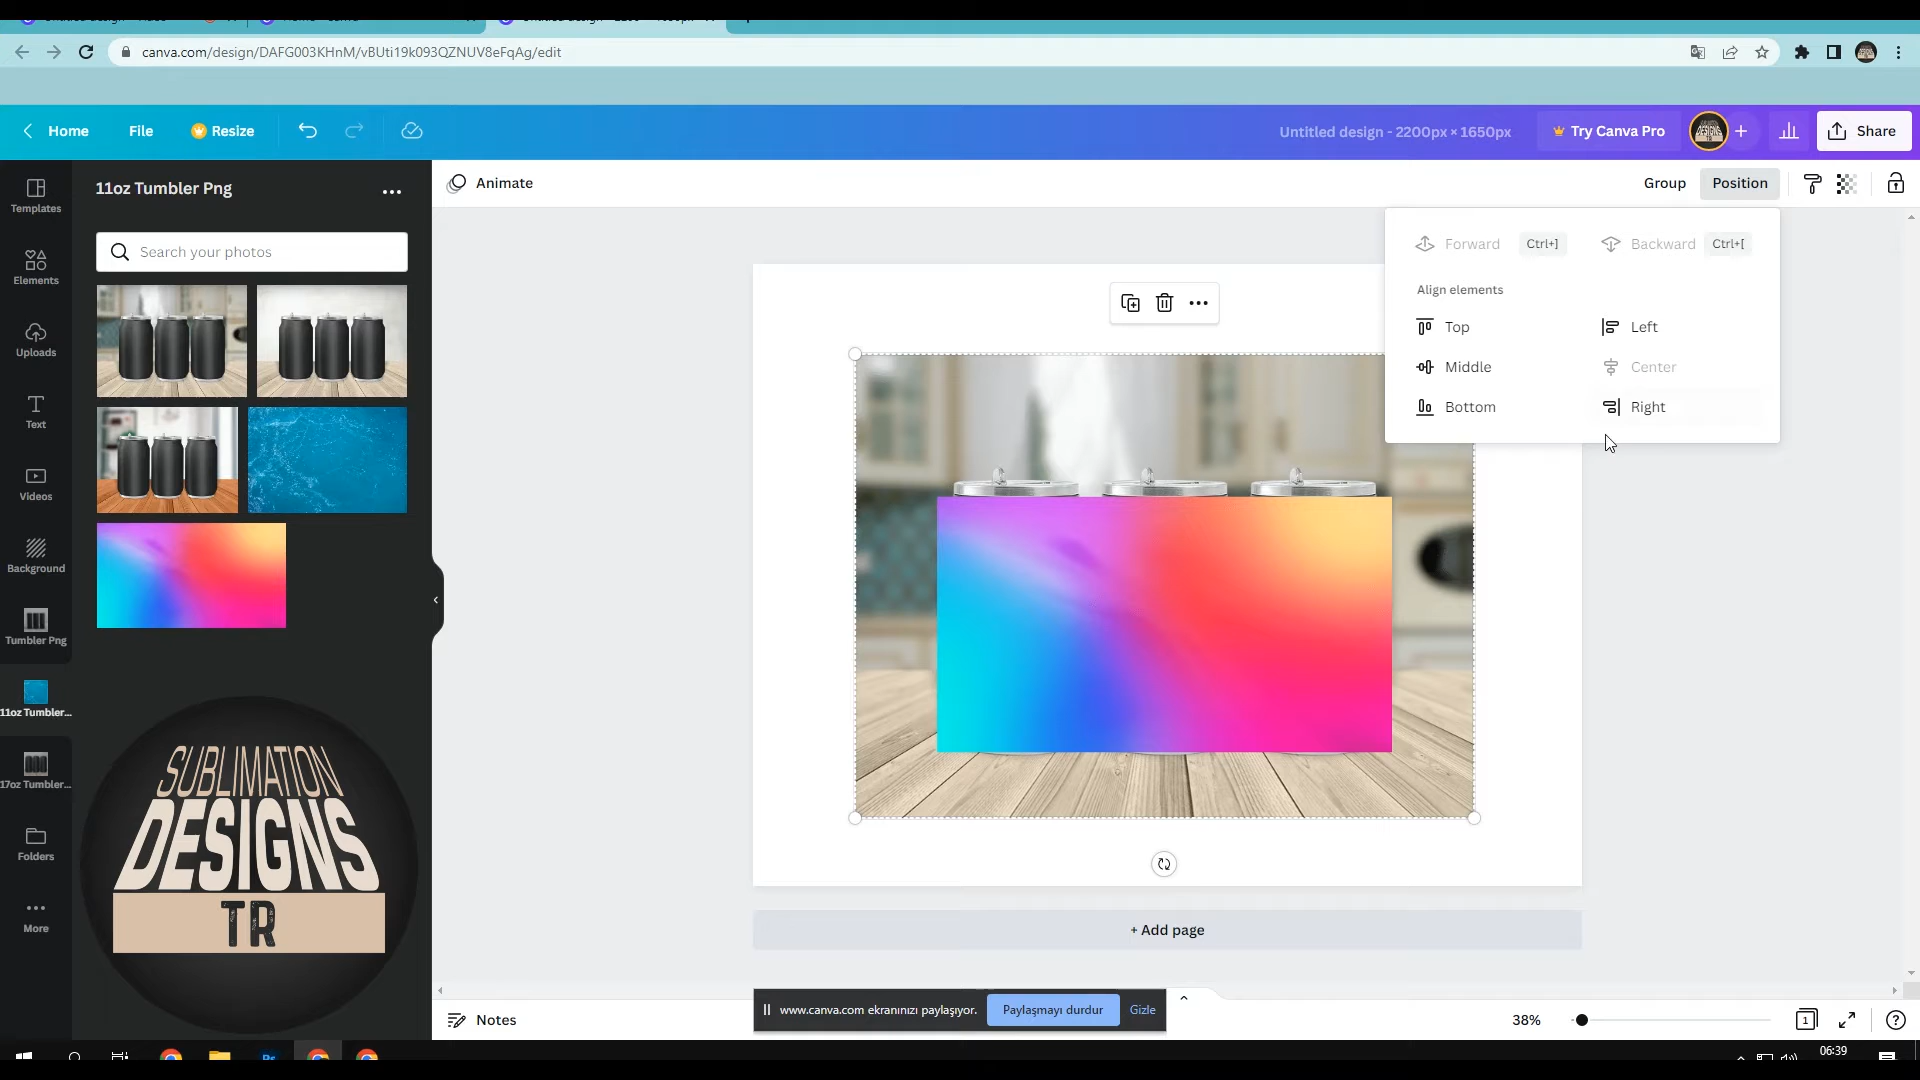 canva.com/design/DAFG003KHnM/vBUti19k093QZNUV8eFqAg/edit
Home
File
Resize
Untitled design - 2200px × 1650px
Try Canva Pro
Share
Templates
Elements
Uploads
Text
Videos
Background
Tumbler Png
11oz Tumbler...
17oz Tumbler...
Folders
More
11oz Tumbler Png
Search your photos
SUBLIMATION
DESIGNS
TR
Animate
Group
Position
Forward
Ctrl+]
Backward
Ctrl+[
Align elements
Top
Left
Middle
Center
Bottom
Right
+ Add page
Notes
www.canva.com ekranınızı paylaşıyor.
Paylaşmayı durdur
Gizle
38%
1
06:39